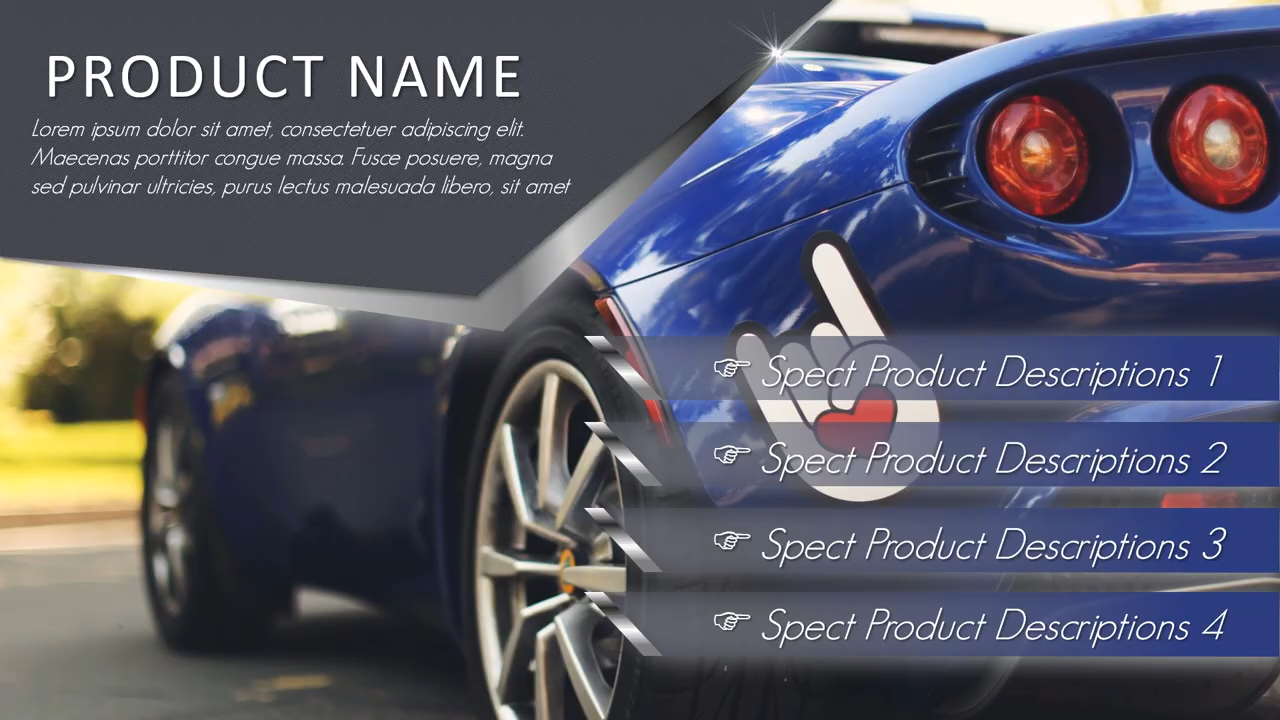 PRODUCT NAME
Lorem ipsum dolor sit amet, consectetuer adipiscing elit.
Maecenas porttitor congue massa. Fusce posuere, magna
sed pulvinar ultricies, purus lectus malesuada libero, sit amet
☞ Spect Product Descriptions 1
☞ Spect Product Descriptions 2
☞ Spect Product Descriptions 3
☞ Spect Product Descriptions 4